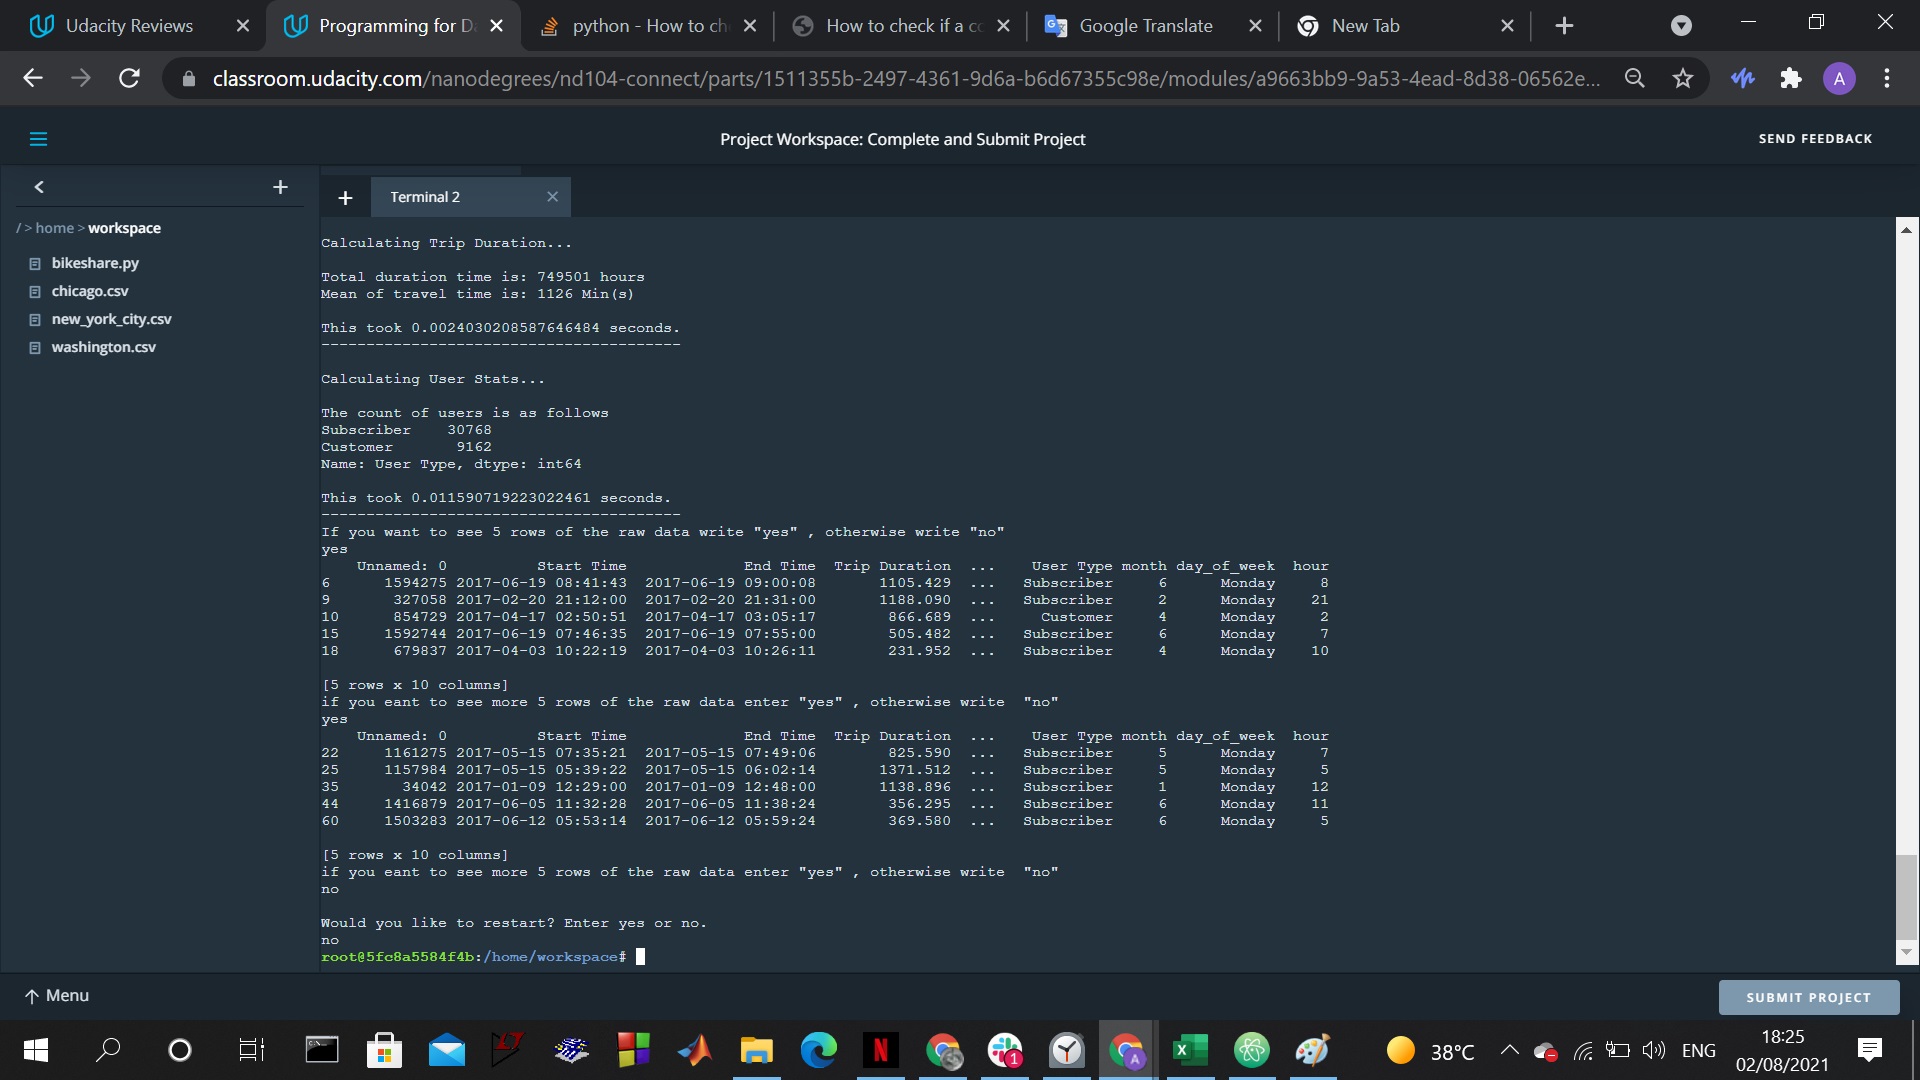 Udacity Reviews
Programming for Da
python - How to ch
How to check if a co
Google Translate
New Tab
classroom.udacity.com/nanodegrees/nd104-connect/parts/1511355b-2497-4361-9d6a-b6d67355c98e/modules/a9663bb9-9a53-4ead-8d38-06562e...
A
Project Workspace: Complete and Submit Project
SEND FEEDBACK
/ > home > workspace
bikeshare.py
chicago.csv
new_york_city.csv
washington.csv
Terminal 2
Calculating Trip Duration...
Total duration time is: 749501 hours
Mean of travel time is: 1126 Min(s)
This took 0.0024030208587646484 seconds.
----------------------------------------
Calculating User Stats...
The count of users is as follows
Subscriber    30768
Customer       9162
Name: User Type, dtype: int64
This took 0.011590719223022461 seconds.
----------------------------------------
If you want to see 5 rows of the raw data write "yes" , otherwise write "no"
yes
    Unnamed: 0          Start Time             End Time  Trip Duration  ...    User Type month day_of_week  hour
6      1594275 2017-06-19 08:41:43  2017-06-19 09:00:08       1105.429  ...   Subscriber     6      Monday     8
9       327058 2017-02-20 21:12:00  2017-02-20 21:31:00       1188.090  ...   Subscriber     2      Monday    21
10      854729 2017-04-17 02:50:51  2017-04-17 03:05:17        866.689  ...     Customer     4      Monday     2
15     1592744 2017-06-19 07:46:35  2017-06-19 07:55:00        505.482  ...   Subscriber     6      Monday     7
18      679837 2017-04-03 10:22:19  2017-04-03 10:26:11        231.952  ...   Subscriber     4      Monday    10
[5 rows x 10 columns]
if you eant to see more 5 rows of the raw data enter "yes" , otherwise write  "no"
yes
    Unnamed: 0          Start Time             End Time  Trip Duration  ...    User Type month day_of_week  hour
22     1161275 2017-05-15 07:35:21  2017-05-15 07:49:06        825.590  ...   Subscriber     5      Monday     7
25     1157984 2017-05-15 05:39:22  2017-05-15 06:02:14       1371.512  ...   Subscriber     5      Monday     5
35       34042 2017-01-09 12:29:00  2017-01-09 12:48:00       1138.896  ...   Subscriber     1      Monday    12
44     1416879 2017-06-05 11:32:28  2017-06-05 11:38:24        356.295  ...   Subscriber     6      Monday    11
60     1503283 2017-06-12 05:53:14  2017-06-12 05:59:24        369.580  ...   Subscriber     6      Monday     5
[5 rows x 10 columns]
if you eant to see more 5 rows of the raw data enter "yes" , otherwise write  "no"
no
Would you like to restart? Enter yes or no.
no
root@5fc8a5584f4b:/home/workspace#
Menu
SUBMIT PROJECT
38°C
ENG
18:25
02/08/2021